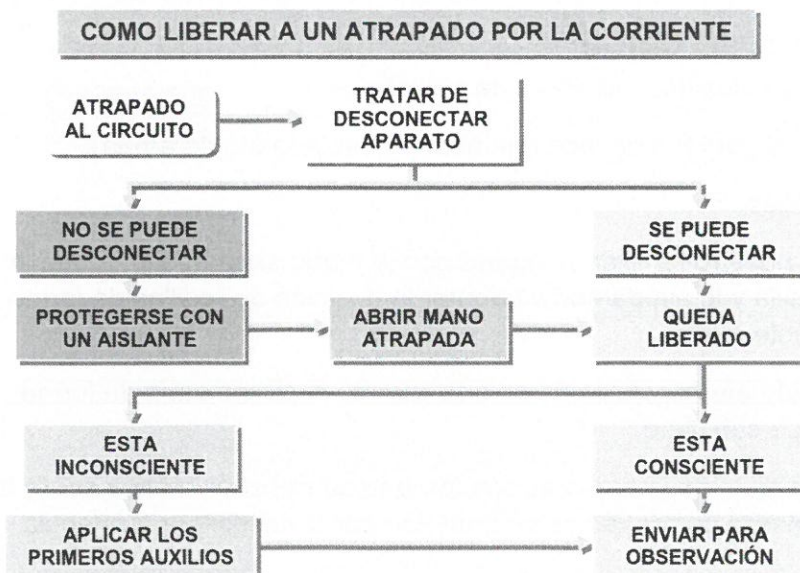 COMO LIBERAR A UN ATRAPADO POR LA CORRIENTE
ATRAPADO
AL CIRCUITO
TRATAR DE
DESCONECTAR
APARATO
NO SE PUEDE
DESCONECTAR
SE PUEDE
DESCONECTAR
PROTEGERSE CON
UN AISLANTE
ABRIR MANO
ATRAPADA
QUEDA
LIBERADO
ESTA
INCONSCIENTE
ESTA
CONSCIENTE
APLICAR LOS
PRIMEROS AUXILIOS
ENVIAR PARA
OBSERVACIÓN